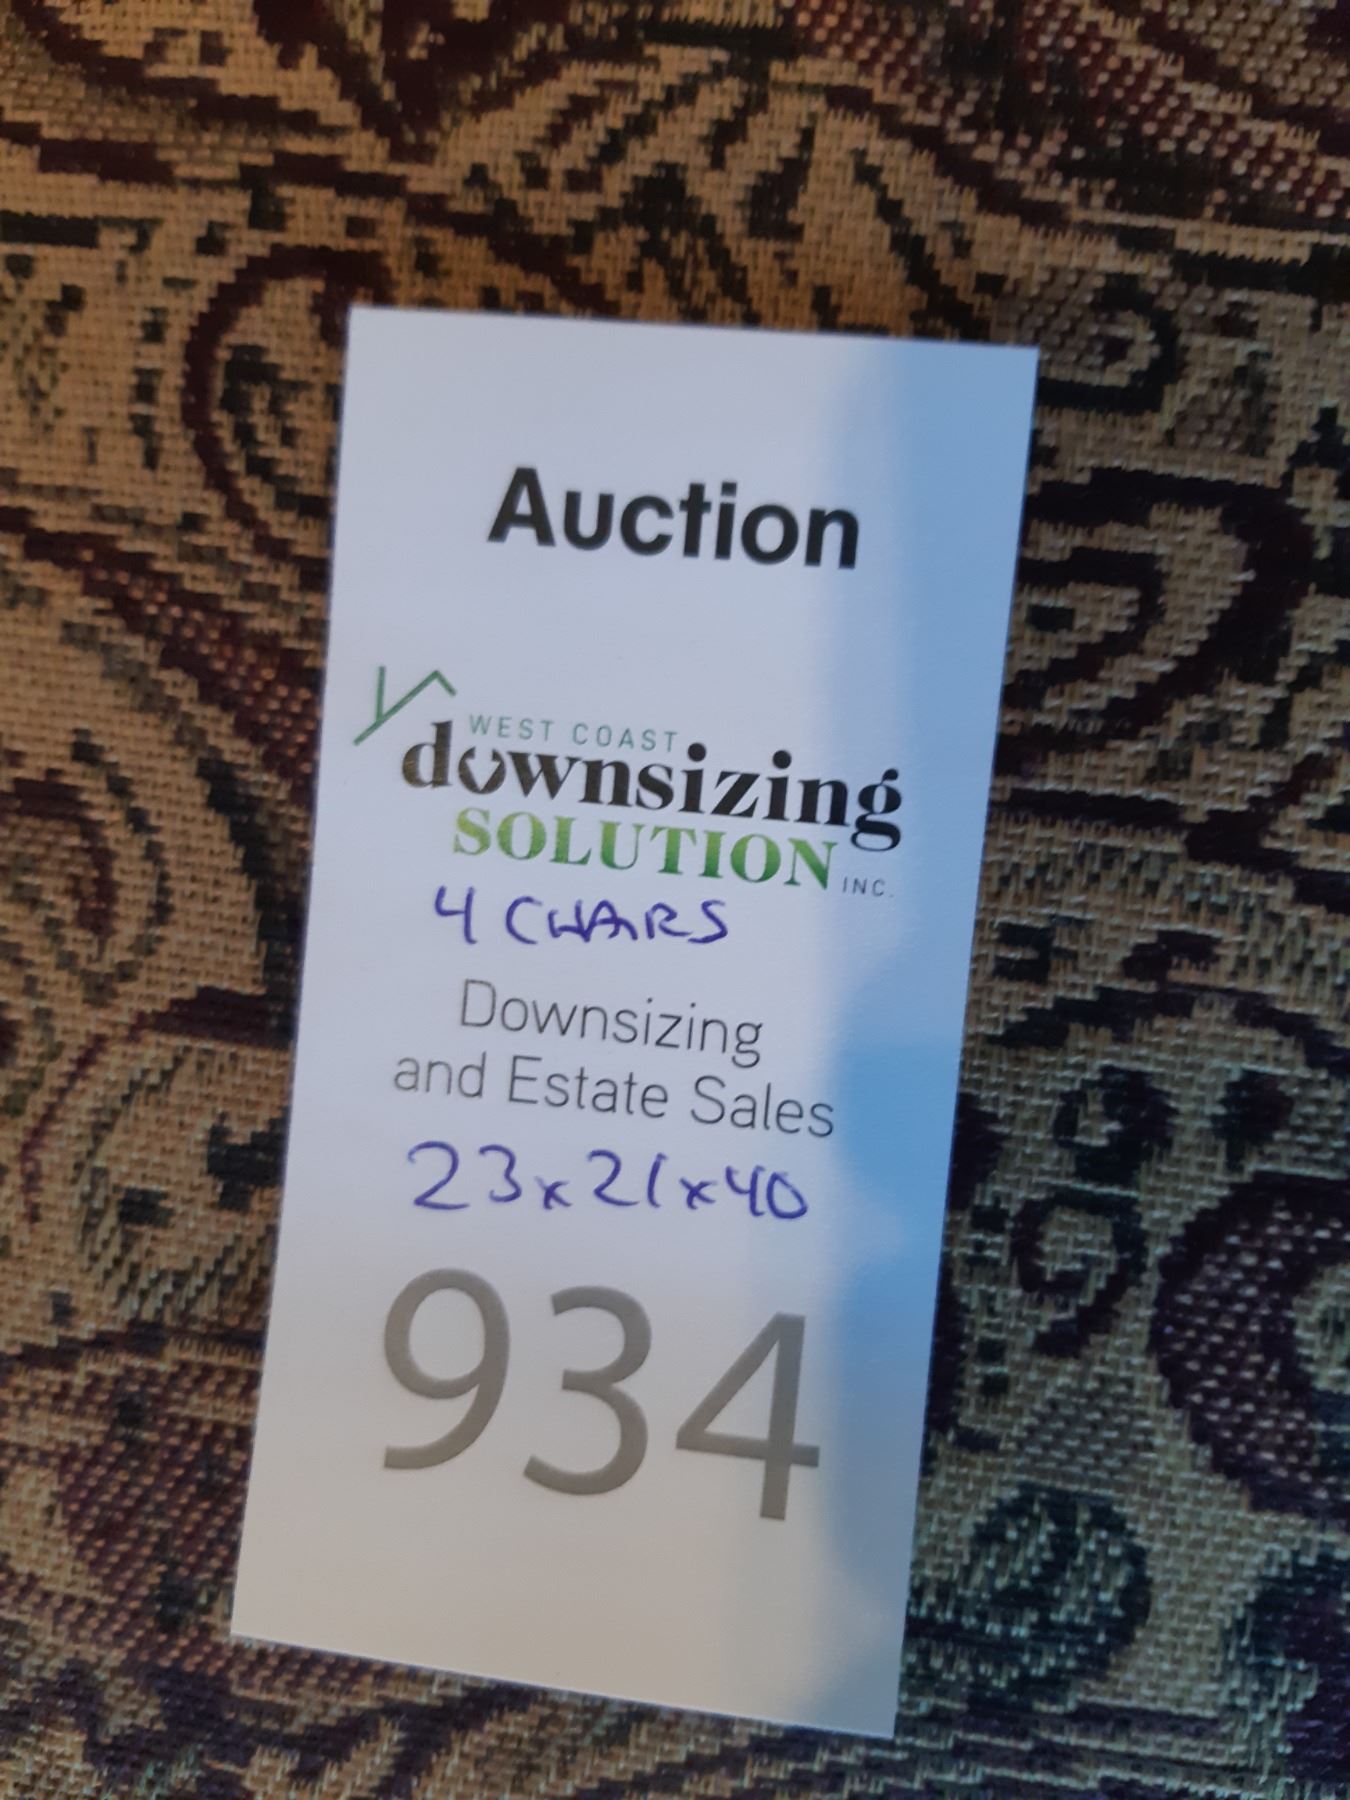 Auction
WEST COAST
downsizing
SOLUTION INC.
4 CHARS
Downsizing
and Estate Sales
23x21x40
934